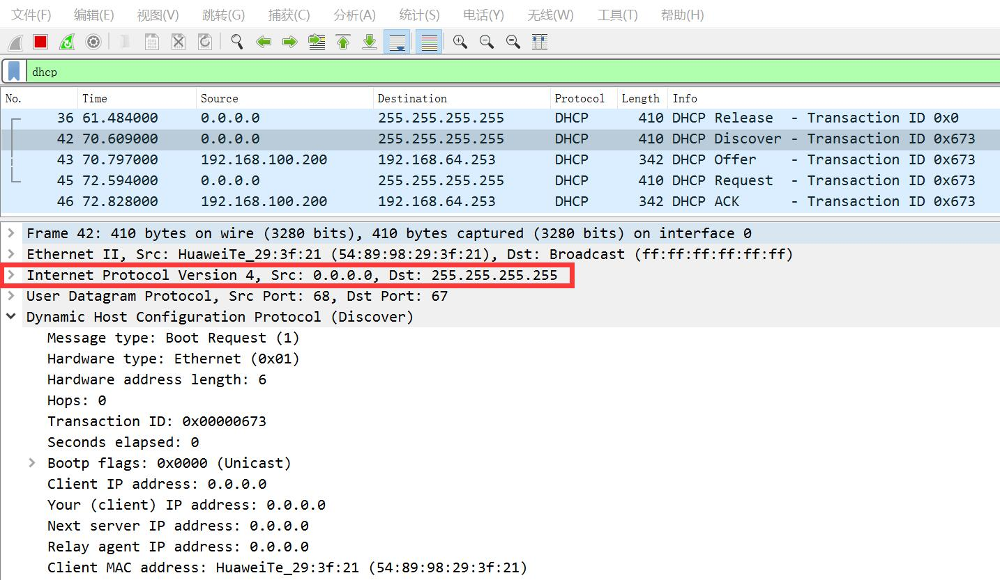 文件(F) 编辑(E) 视图(V) 跳转(G) 捕获(C) 分析(A) 统计(S) 电话(Y) 无线(W) 工具(T) 帮助(H)
dhcp
No. Time Source Destination Protocol Length Info
36 61.484000 0.0.0.0 255.255.255.255 DHCP 410 DHCP Release - Transaction ID 0x0
42 70.609000 0.0.0.0 255.255.255.255 DHCP 410 DHCP Discover - Transaction ID 0x673
43 70.797000 192.168.100.200 192.168.64.253 DHCP 342 DHCP Offer - Transaction ID 0x673
45 72.594000 0.0.0.0 255.255.255.255 DHCP 410 DHCP Request - Transaction ID 0x673
46 72.828000 192.168.100.200 192.168.64.253 DHCP 342 DHCP ACK - Transaction ID 0x673
Frame 42: 410 bytes on wire (3280 bits), 410 bytes captured (3280 bits) on interface 0
Ethernet II, Src: HuaweiTe_29:3f:21 (54:89:98:29:3f:21), Dst: Broadcast (ff:ff:ff:ff:ff:ff)
Internet Protocol Version 4, Src: 0.0.0.0, Dst: 255.255.255.255
User Datagram Protocol, Src Port: 68, Dst Port: 67
Dynamic Host Configuration Protocol (Discover)
Message type: Boot Request (1)
Hardware type: Ethernet (0x01)
Hardware address length: 6
Hops: 0
Transaction ID: 0x00000673
Seconds elapsed: 0
Bootp flags: 0x0000 (Unicast)
Client IP address: 0.0.0.0
Your (client) IP address: 0.0.0.0
Next server IP address: 0.0.0.0
Relay agent IP address: 0.0.0.0
Client MAC address: HuaweiTe_29:3f:21 (54:89:98:29:3f:21)